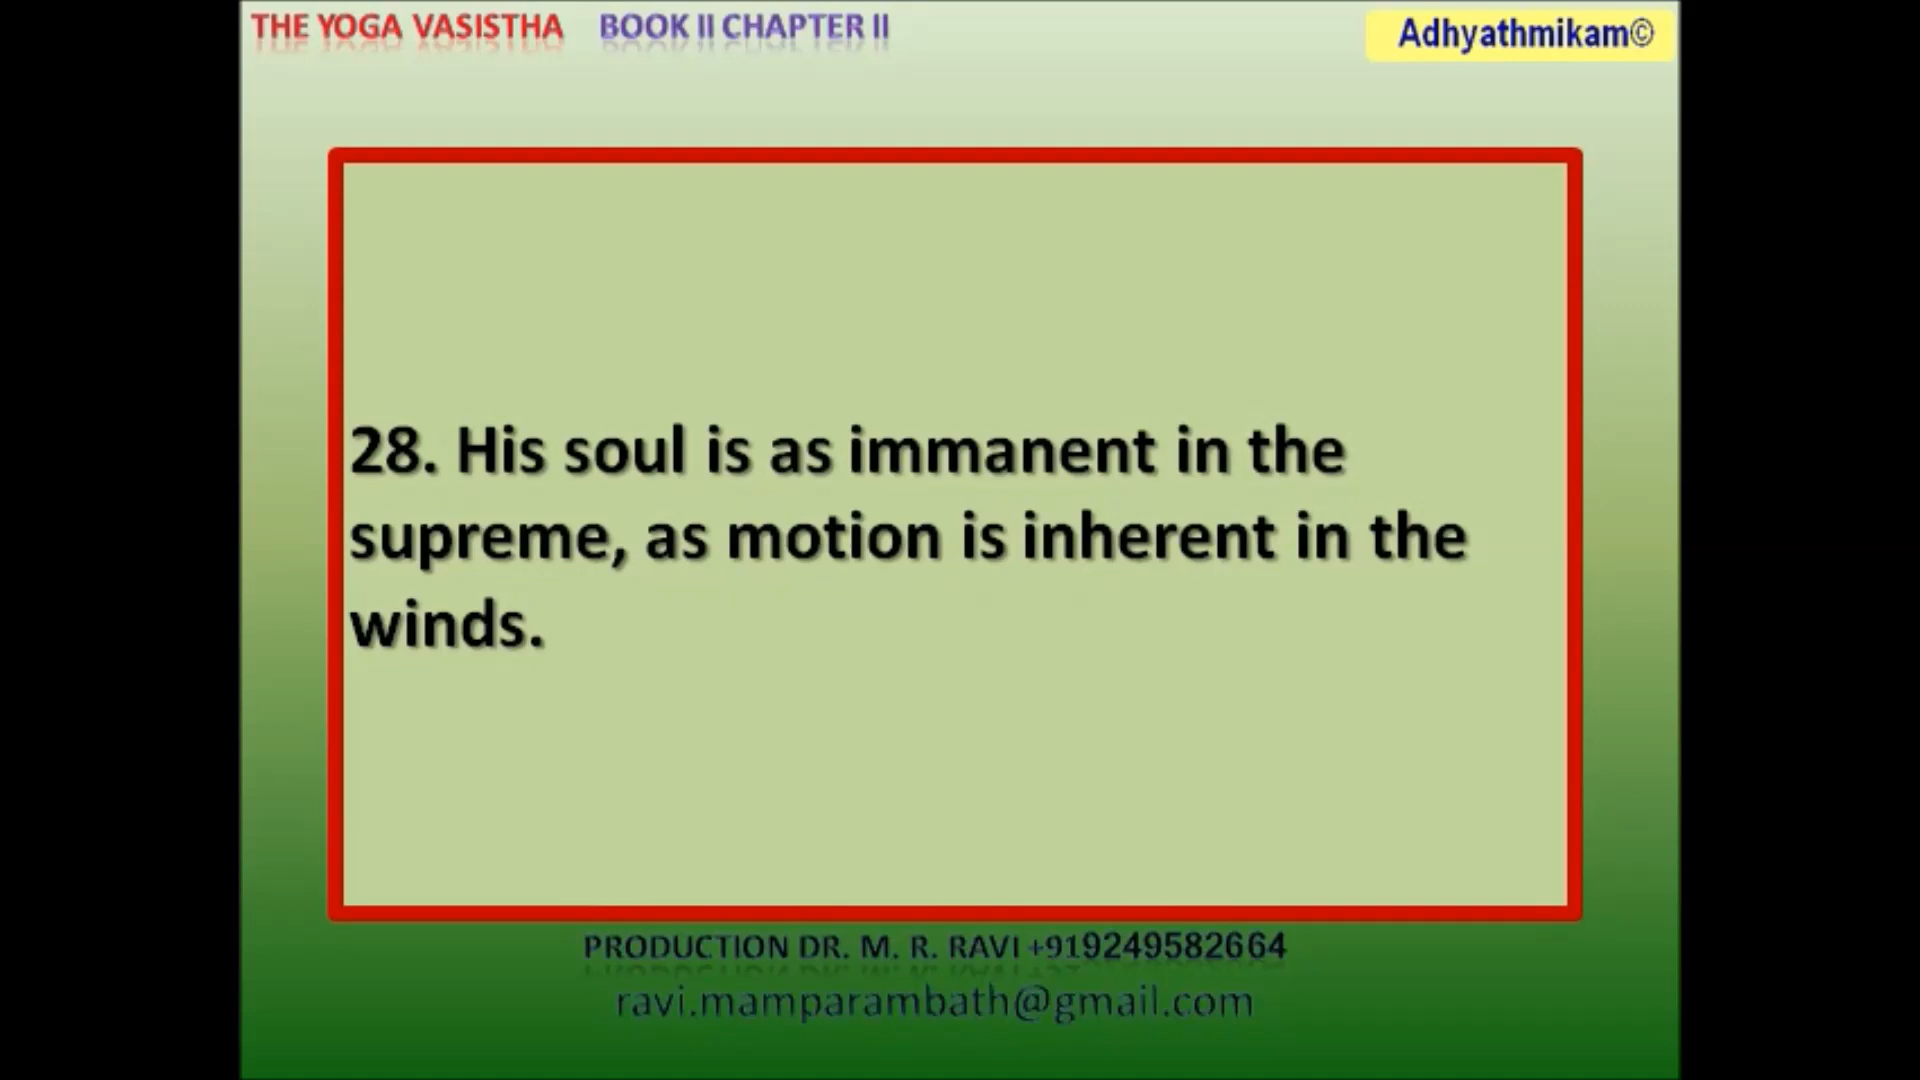 THE YOGA VASISTHA BOOK II CHAPTER II
Adhyathmikam©
28. His soul is as immanent in the
supreme, as motion is inherent in the
winds.
PRODUCTION DR. M. R. RAVI +919249582664
ravi.mamparambath@gmail.com